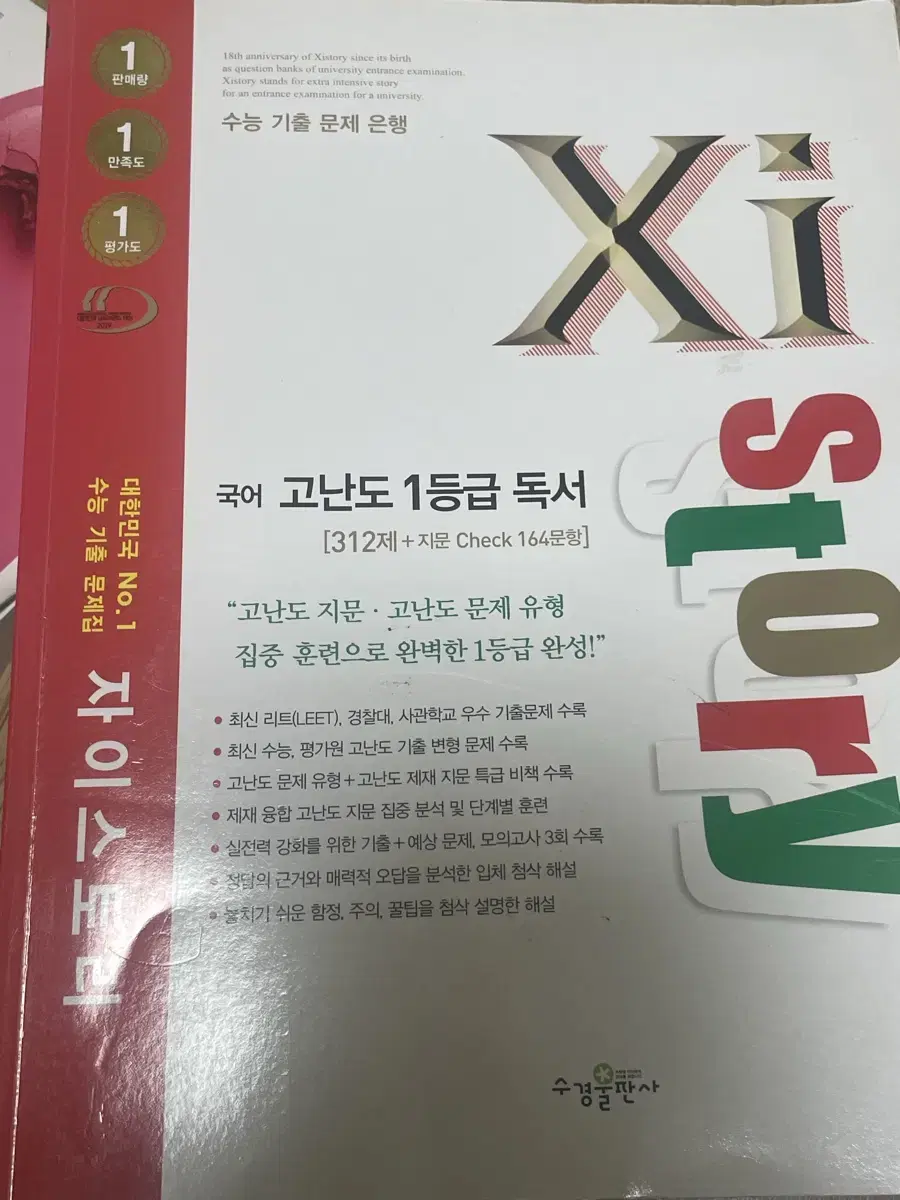 1
판매량
1
만족도
1
평가도
18th anniversary of Xistory since its birth
as question banks of university entrance examination.
Xistory stands for extra intensive story
for an entrance examination for a university.
수능 기출 문제 은행
Xi
story
국어 고난도 1등급 독서
[312제+지문 Check 164문항]
“고난도 지문 · 고난도 문제 유형
집중 훈련으로 완벽한 1등급 완성!”
• 최신 리트(LEET), 경찰대, 사관학교 우수 기출문제 수록
• 최신 수능, 평가원 고난도 기출 변형 문제 수록
• 고난도 문제 유형+고난도 제재 지문 특급 비책 수록
• 제재 융합 고난도 지문 집중 분석 및 단계별 훈련
• 실전력 강화를 위한 기출+예상 문제, 모의고사 3회 수록
• 정답의 근거와 매력적 오답을 분석한 입체 첨삭 해설
• 놓치기 쉬운 함정, 주의, 꿀팁을 첨삭 설명한 해설
대한민국 No.1
수능 기출 문제집
자이스토리
수경출판사